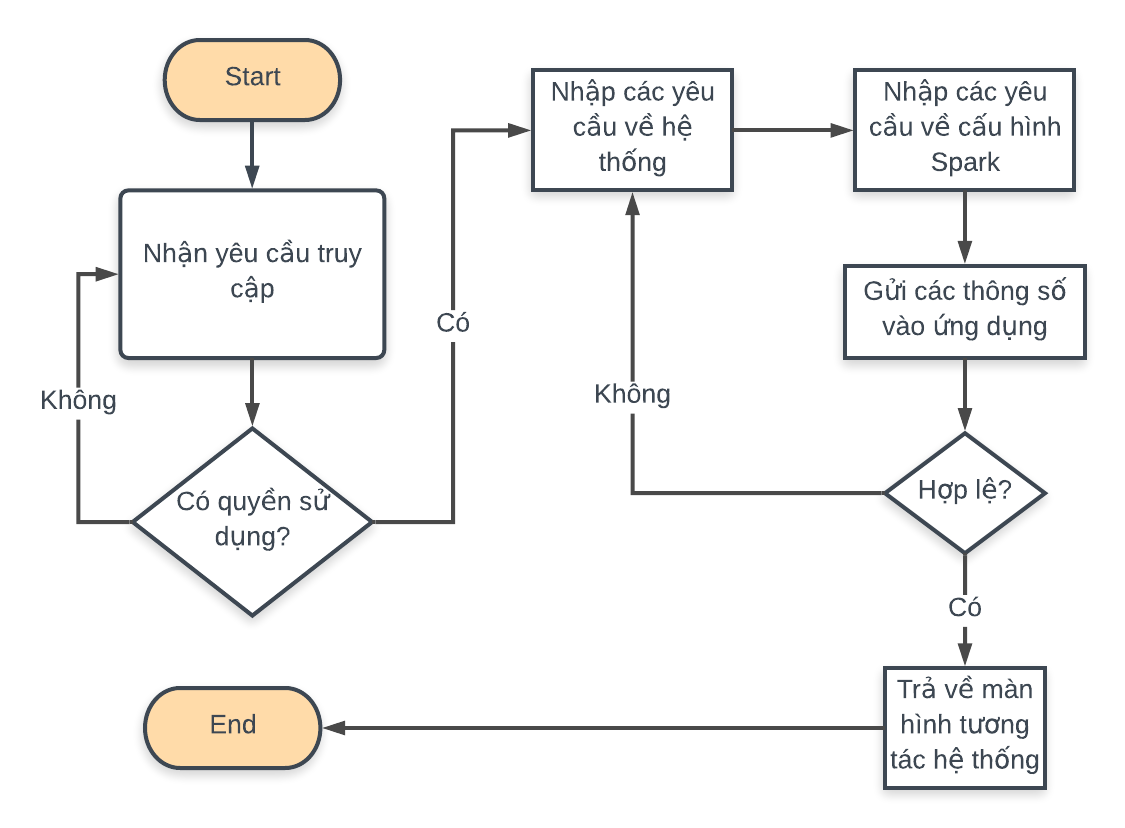 Start
Nhận yêu cầu truy
cập
Không
Có quyền sử
dụng?
Có
Nhập các yêu
cầu về hệ
thống
Nhập các yêu
cầu về cấu hình
Spark
Gửi các thông số
vào ứng dụng
Hợp lệ?
Không
Có
Trả về màn
hình tương
tác hệ thống
End